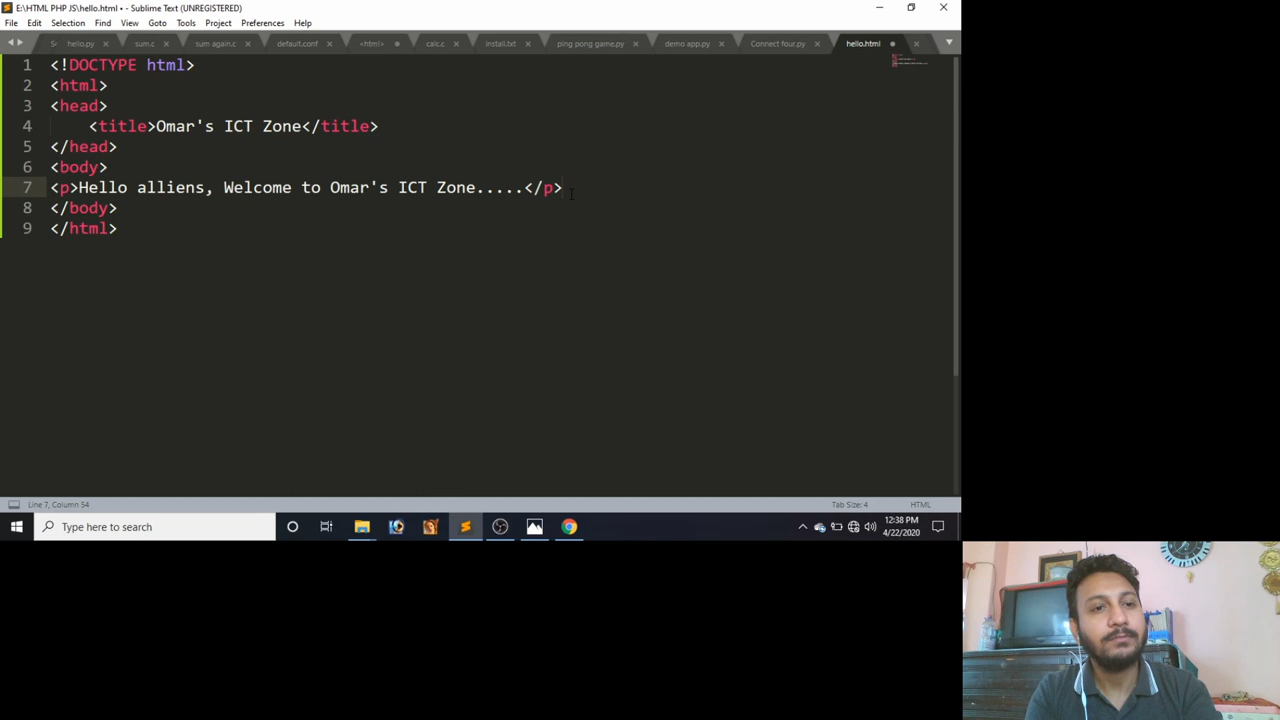 E:\HTML PHP JS\hello.html • - Sublime Text (UNREGISTERED)
File Edit Selection Find View Goto Tools Project Preferences Help
hello.py sum.c sum again.c default.conf <html> calc.c install.txt ping pong game.py demo app.py Connect four.py hello.html
1 <!DOCTYPE html>
2 <html>
3 <head>
4 <title>Omar's ICT Zone</title>
5 </head>
6 <body>
7 <p>Hello alliens, Welcome to Omar's ICT Zone.....</p>
8 </body>
9 </html>
Line 7, Column 54 Tab Size: 4 HTML
Type here to search
12:38 PM
4/22/2020